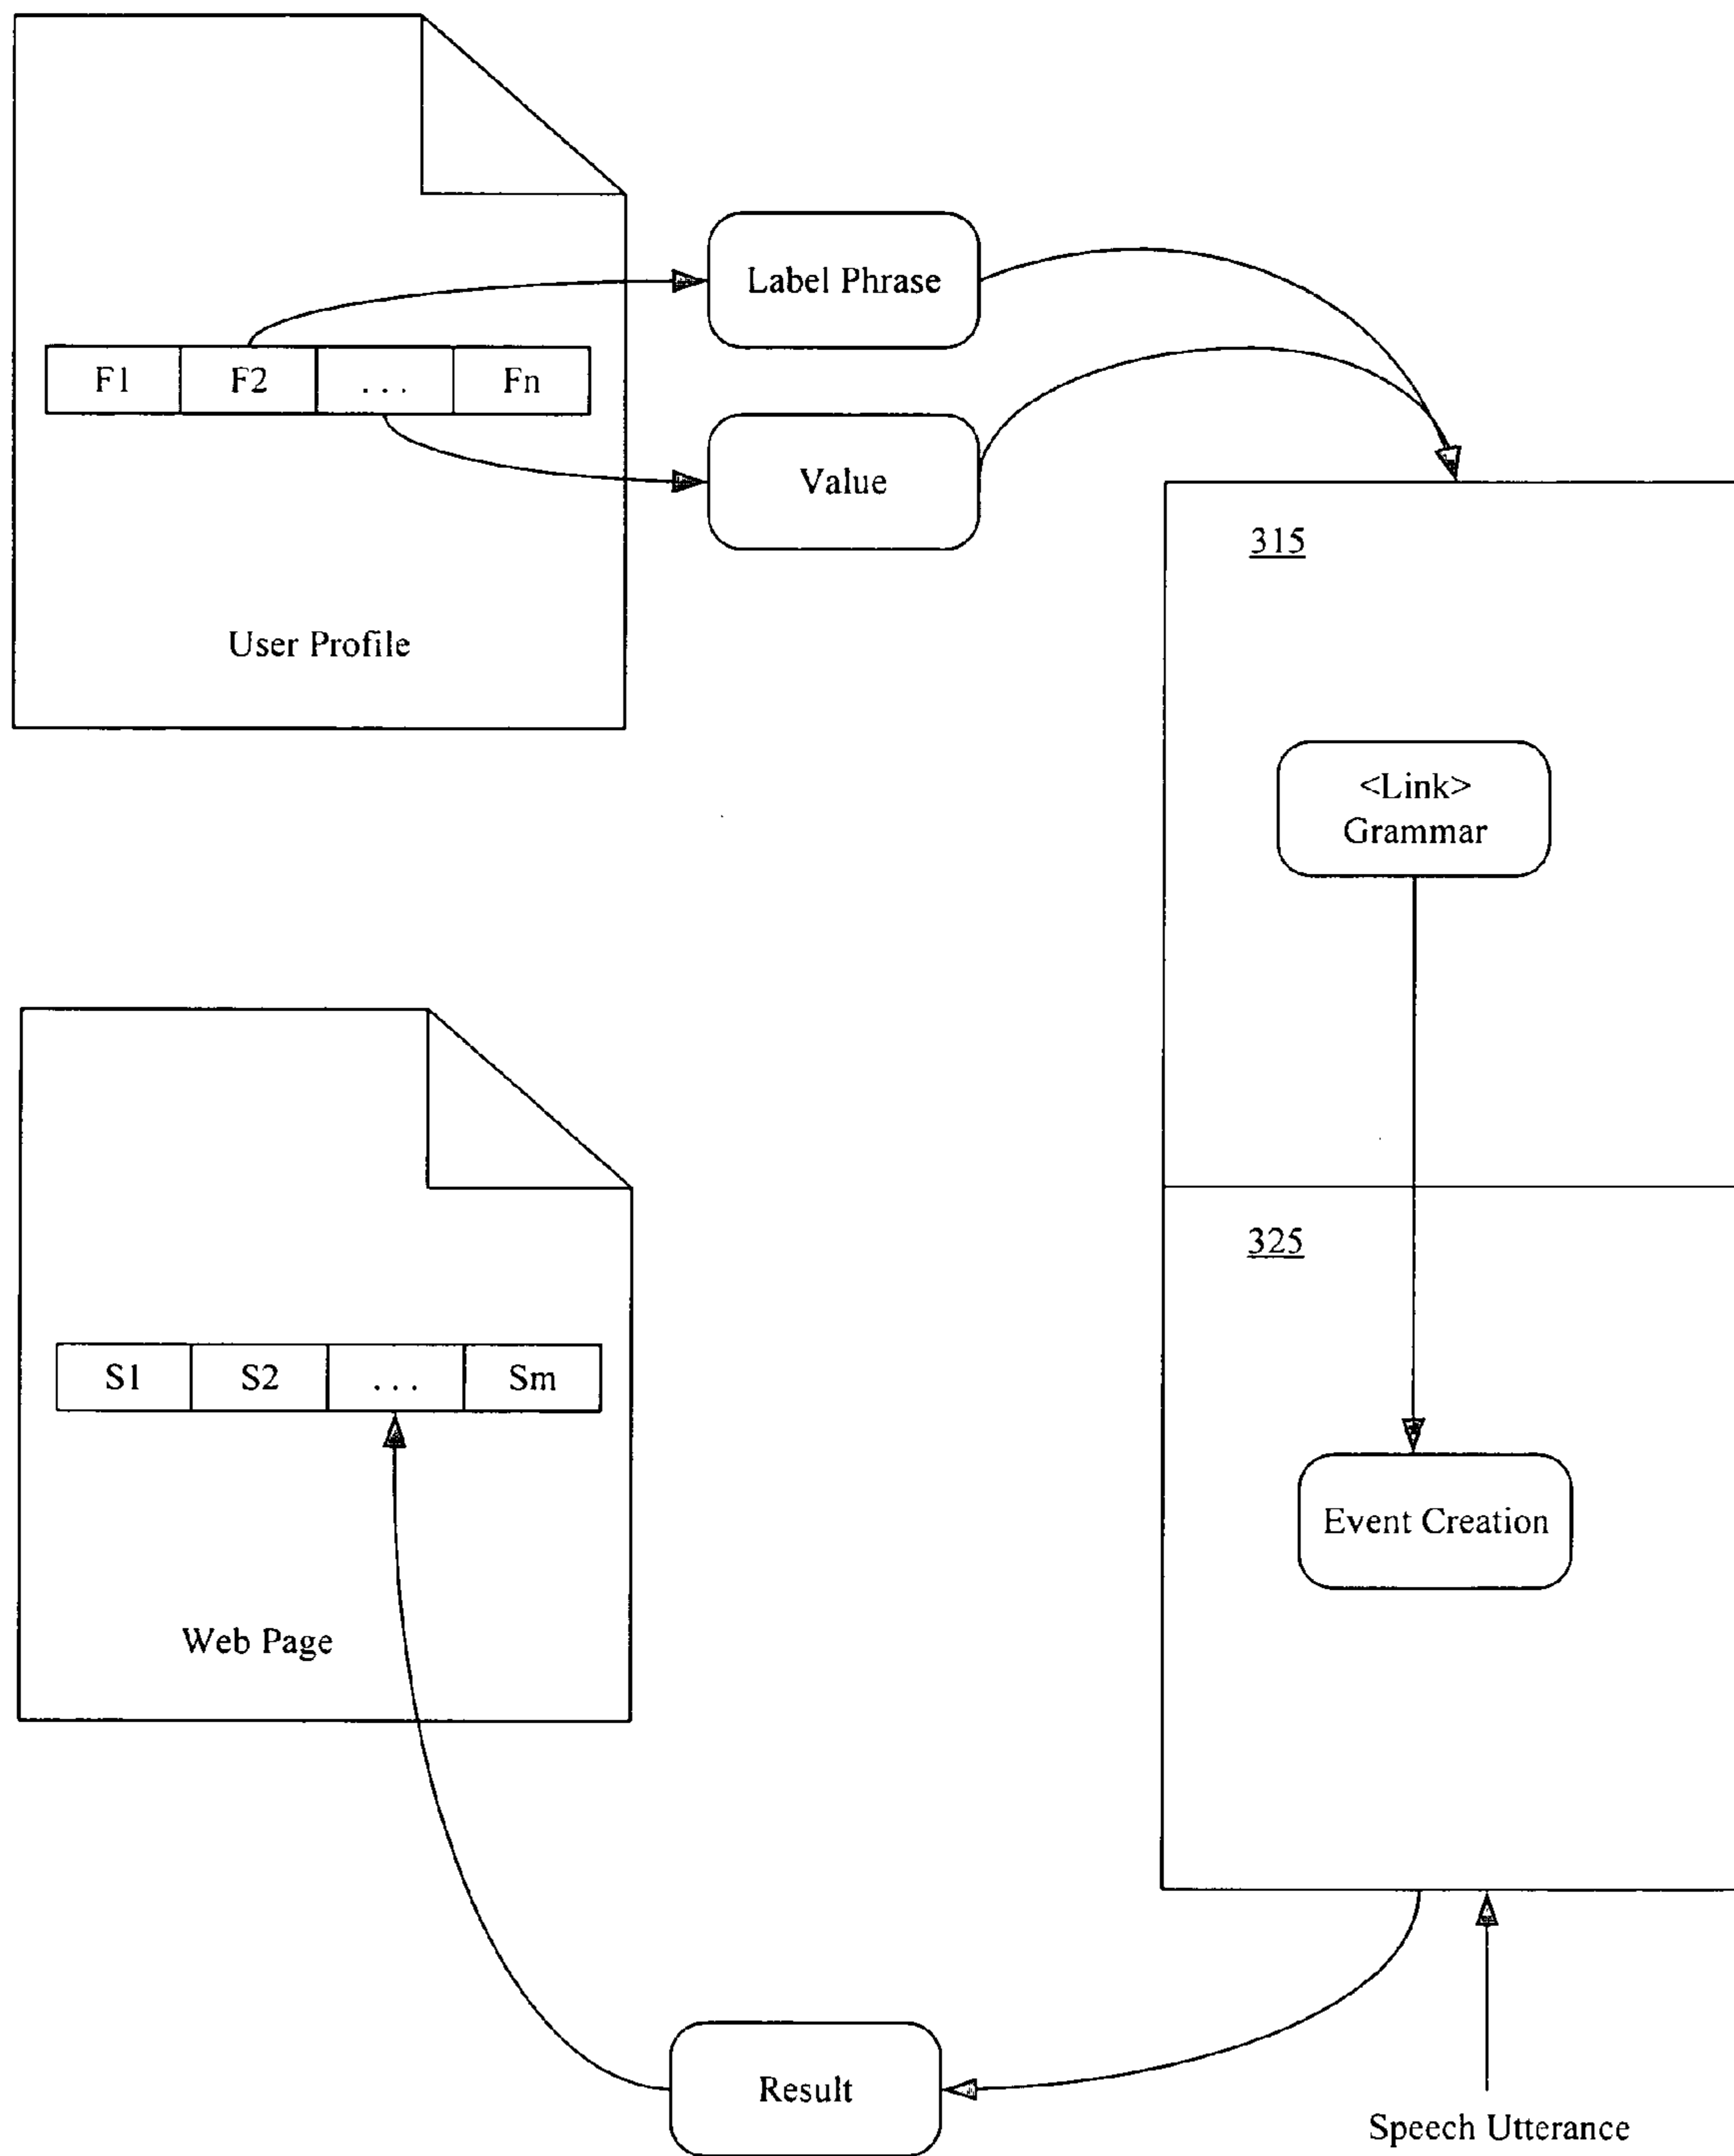 Label Phrase
F1 F2 ... Fn
Value
315
User Profile
<Link>
Grammar
325
S1 S2 ... Sm
Event Creation
Web Page
Result
Speech Utterance